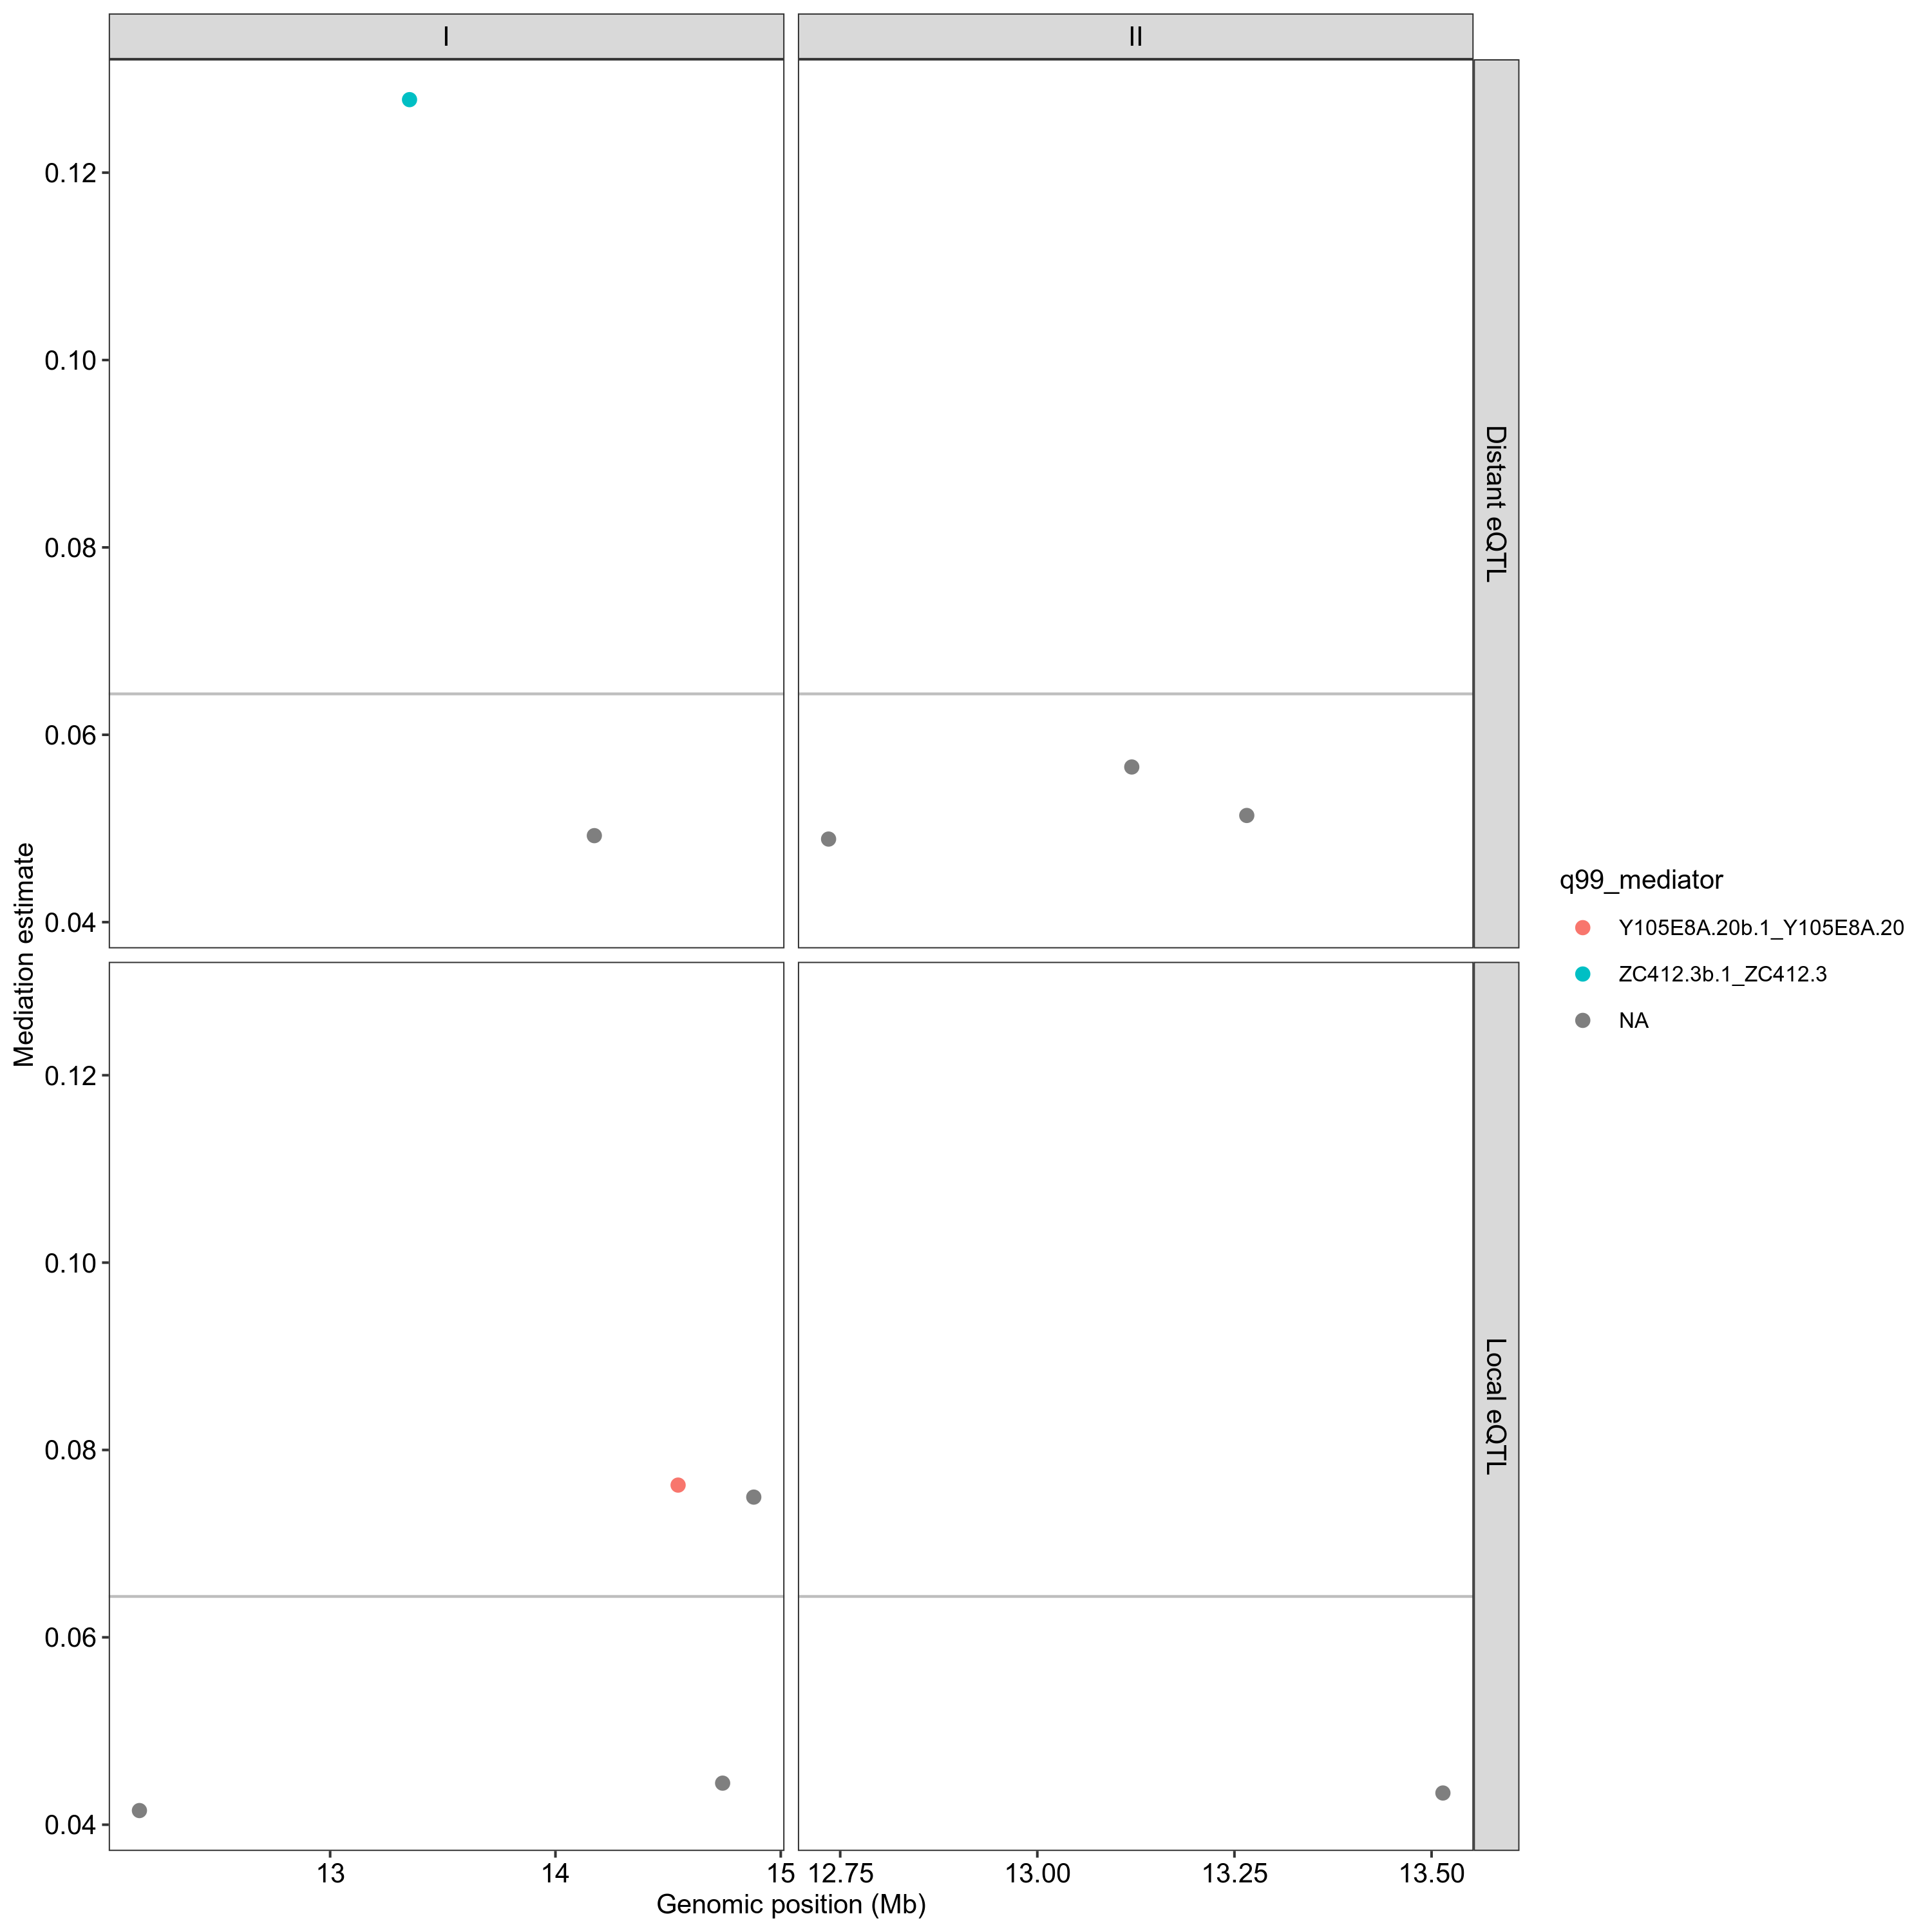 I
II
0.12
0.10
0.08
0.06
0.04
Distant eQTL
Mediation estimate
0.12
0.10
0.08
0.06
0.04
Local eQTL
13
14
15
12.75
13.00
13.25
13.50
Genomic position (Mb)
q99_mediator
Y105E8A.20b.1_Y105E8A.20
ZC412.3b.1_ZC412.3
NA